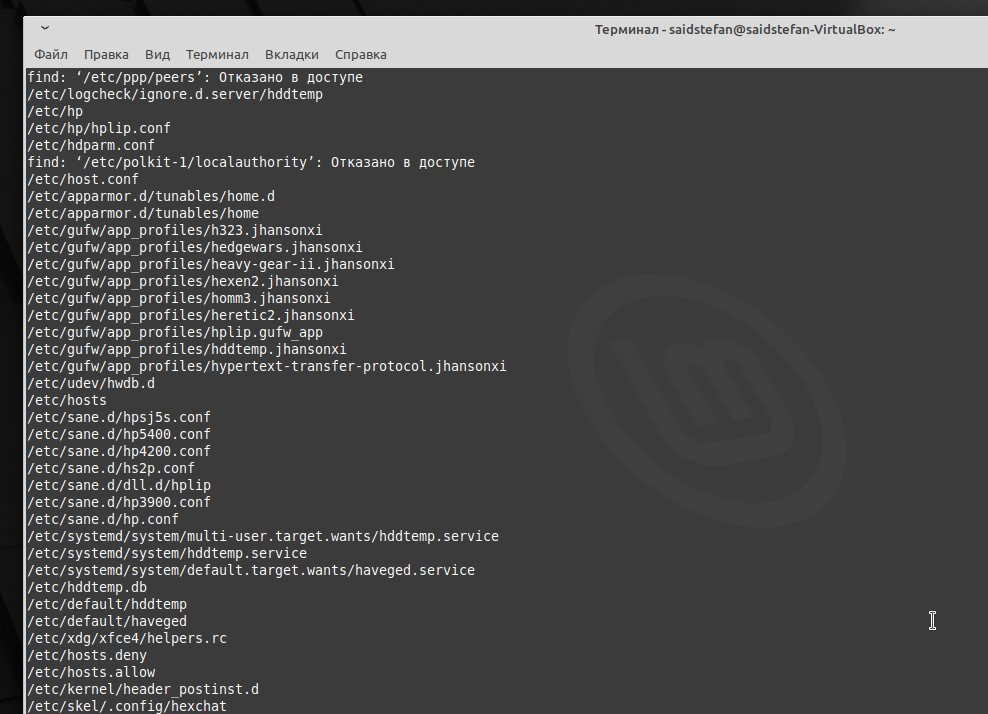 Терминал - saidstefan@saidstefan-VirtualBox: ~
Файл Правка Вид Терминал Вкладки Справка
find: ‘/etc/ppp/peers’: Отказано в доступе
/etc/logcheck/ignore.d.server/hddtemp
/etc/hp
/etc/hp/hplip.conf
/etc/hdparm.conf
find: ‘/etc/polkit-1/localauthority’: Отказано в доступе
/etc/host.conf
/etc/apparmor.d/tunables/home.d
/etc/apparmor.d/tunables/home
/etc/gufw/app_profiles/h323.jhansonxi
/etc/gufw/app_profiles/hedgewars.jhansonxi
/etc/gufw/app_profiles/heavy-gear-ii.jhansonxi
/etc/gufw/app_profiles/hexen2.jhansonxi
/etc/gufw/app_profiles/homm3.jhansonxi
/etc/gufw/app_profiles/heretic2.jhansonxi
/etc/gufw/app_profiles/hplip.gufw_app
/etc/gufw/app_profiles/hddtemp.jhansonxi
/etc/gufw/app_profiles/hypertext-transfer-protocol.jhansonxi
/etc/udev/hwdb.d
/etc/hosts
/etc/sane.d/hpsj5s.conf
/etc/sane.d/hp5400.conf
/etc/sane.d/hp4200.conf
/etc/sane.d/hs2p.conf
/etc/sane.d/dll.d/hplip
/etc/sane.d/hp3900.conf
/etc/sane.d/hp.conf
/etc/systemd/system/multi-user.target.wants/hddtemp.service
/etc/systemd/system/hddtemp.service
/etc/systemd/system/default.target.wants/haveged.service
/etc/hddtemp.db
/etc/default/hddtemp
/etc/default/haveged
/etc/xdg/xfce4/helpers.rc
/etc/hosts.deny
/etc/hosts.allow
/etc/kernel/header_postinst.d
/etc/skel/.config/hexchat